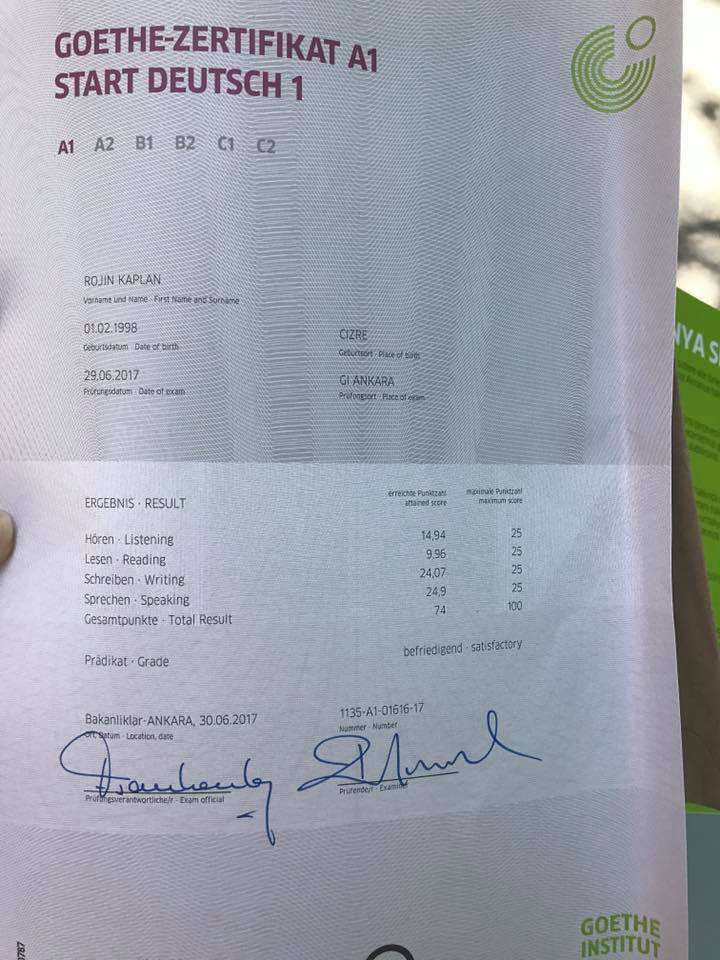 GOETHE-ZERTIFIKAT A1
START DEUTSCH 1
A1 A2 B1 B2 C1 C2
ROJIN KAPLAN
Vorname und Name · First Name and Surname
01.02.1998
Geburtsdatum · Date of birth
CIZRE
Geburtsort · Place of birth
29.06.2017
Prüfungsdatum · Date of exam
GI ANKARA
Prüfungsort · Place of exam
ERGEBNIS · RESULT
erreichte Punktzahl
attained score
maximale Punktzahl
maximum score
Hören · Listening 14,94 25
Lesen · Reading 9,96 25
Schreiben · Writing 24,07 25
Sprechen · Speaking 24,9 25
Gesamtpunkte · Total Result 74 100
Prädikat · Grade befriedigend · satisfactory
Bakanliklar-ANKARA, 30.06.2017
Ort, Datum · Location, date
1135-A1-01616-17
Nummer · Number
Prüfungsverantwortliche/r · Exam official
Prüfende/r · Examiner
GOETHE
INSTITUT
NYA S